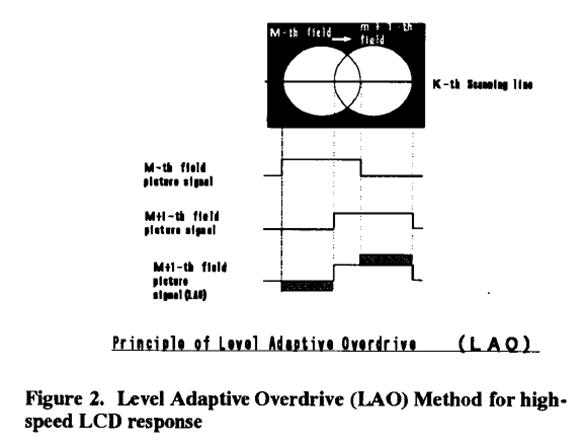 M-th field → m+1-th
field
K-th Scanning line
M-th field
picture signal
M+1-th field
picture signal
M+1-th field
picture
signal(LAO)
Principle of Level Adaptive Overdrive (LAO)
Figure 2. Level Adaptive Overdrive (LAO) Method for high-
speed LCD response